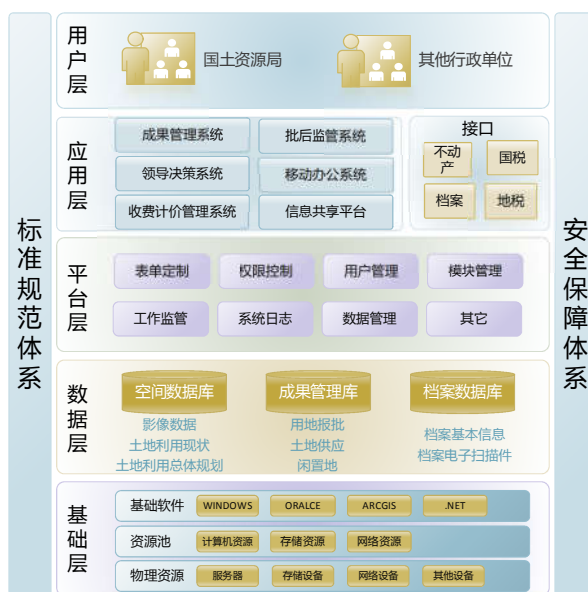 标准规范体系
用户层
国土资源局
其他行政单位
应用层
成果管理系统
批后监管系统
领导决策系统
移动办公系统
收费计价管理系统
信息共享平台
接口
不动
产
国税
档案
地税
平台层
表单定制
权限控制
用户管理
模块管理
工作监管
系统日志
数据管理
其它
数据层
空间数据库
影像数据
土地利用现状
土地利用总体规划
成果管理库
用地报批
土地供应
闲置地
档案数据库
档案基本信息
档案电子扫描件
基础层
基础软件
WINDOWS
ORALCE
ARCGIS
.NET
资源池
计算机资源
存储资源
网络资源
物理资源
服务器
存储设备
网络设备
其他设备
安全保障体系